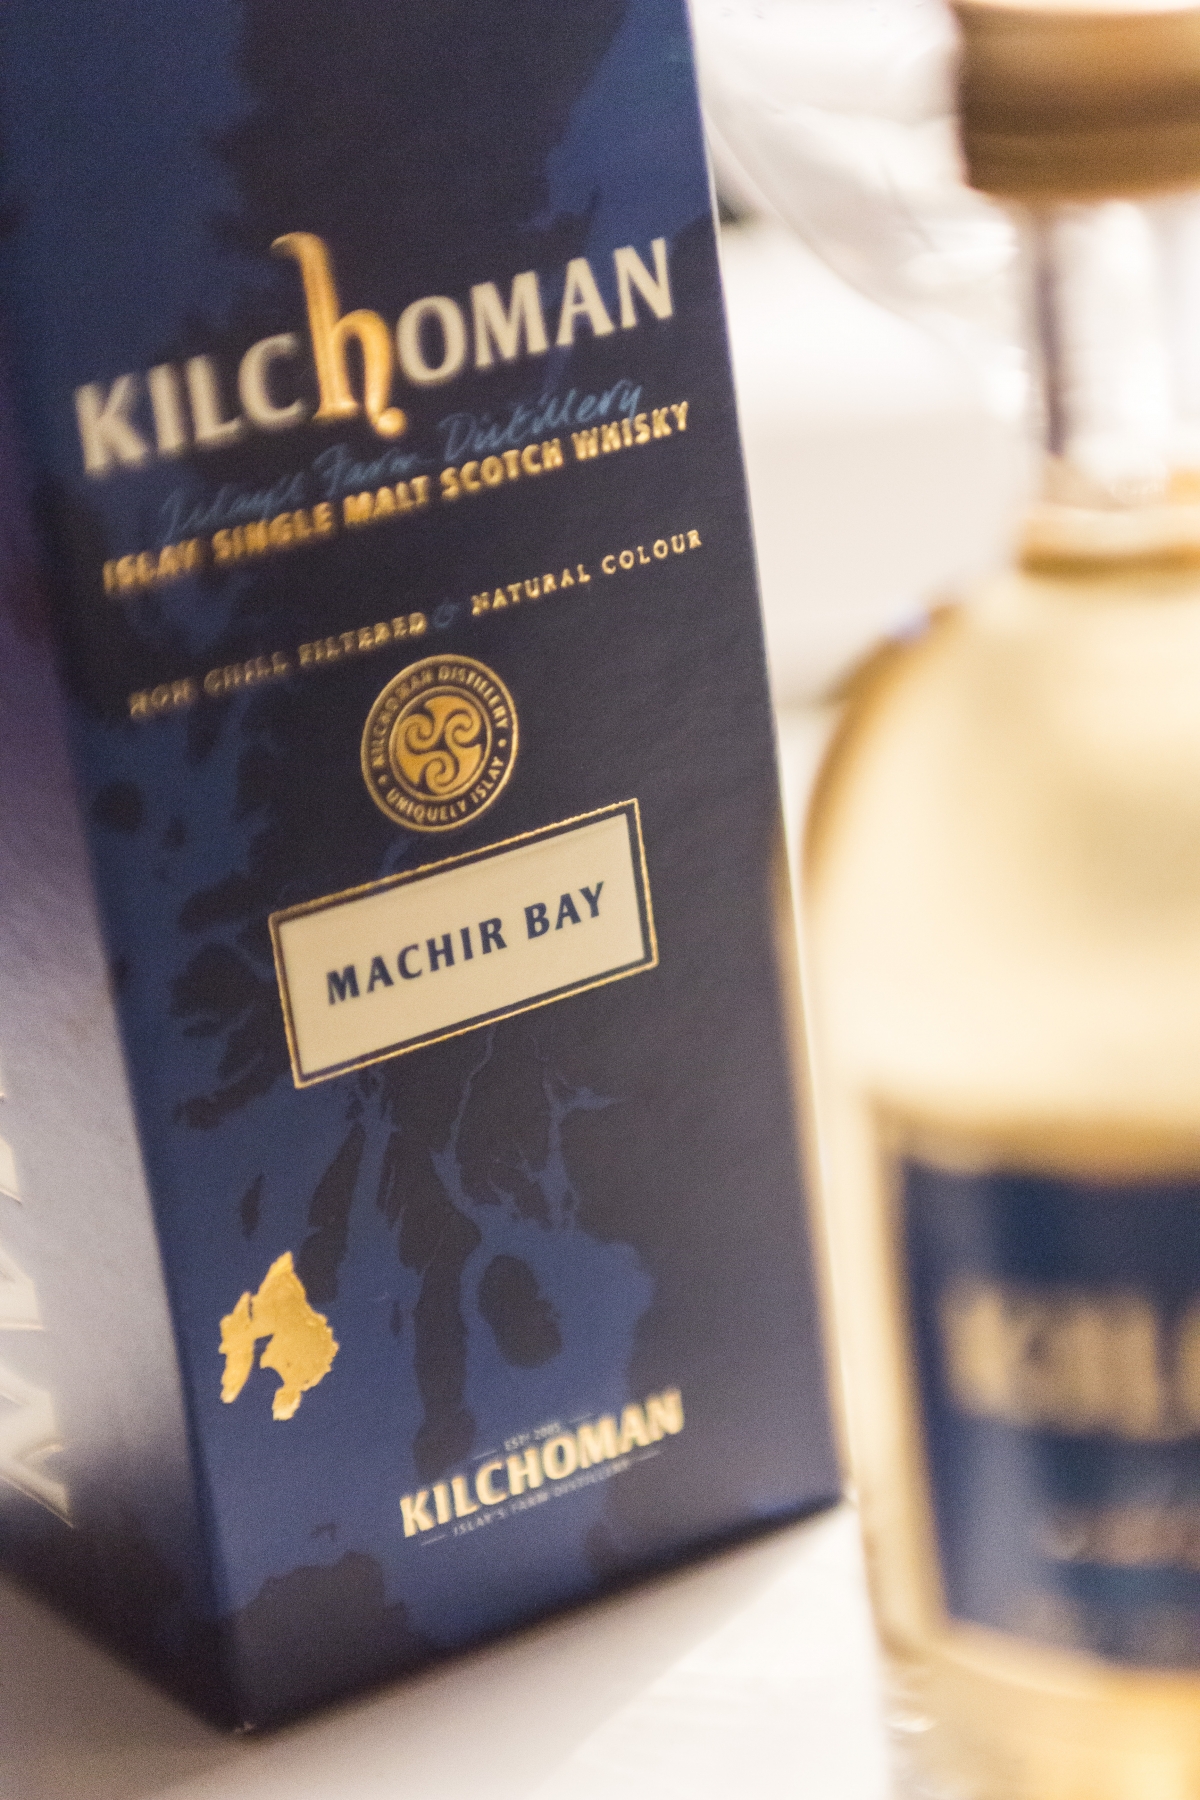 KILCHOMAN
Islay's Farm Distillery
ISLAY SINGLE MALT SCOTCH WHISKY
NON CHILL FILTERED & NATURAL COLOUR
KILCHOMAN DISTILLERY
• UNIQUELY ISLAY •
MACHIR BAY
EST. 2005
KILCHOMAN
ISLAY'S FARM DISTILLERY